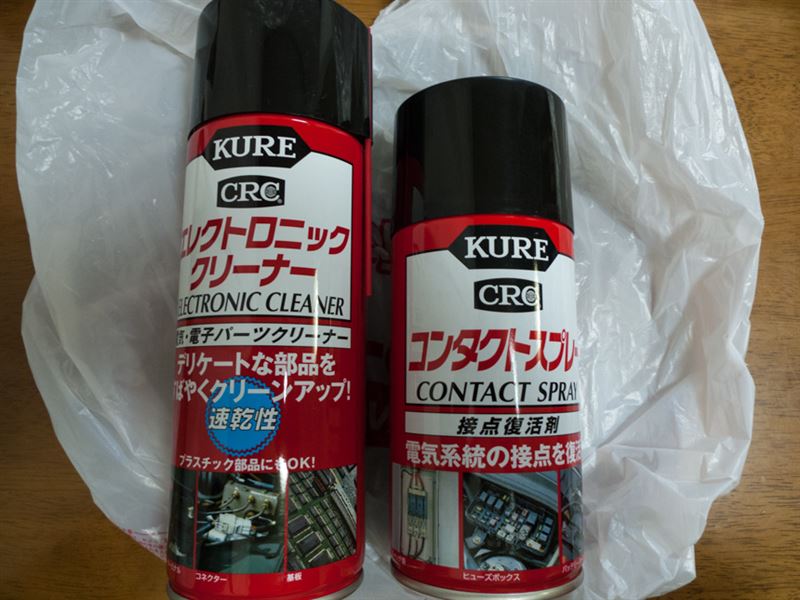 KURE
CRC
エレクトロニック
クリーナー
ELECTRONIC CLEANER
電気・電子パーツクリーナー
デリケートな部品を
すばやくクリーンアップ!
速乾性
プラスチック部品にもOK!
コネクター
基板
KURE
CRC
コンタクトスプレー
CONTACT SPRAY
接点復活剤
電気系統の接点を復活
ヒューズボックス